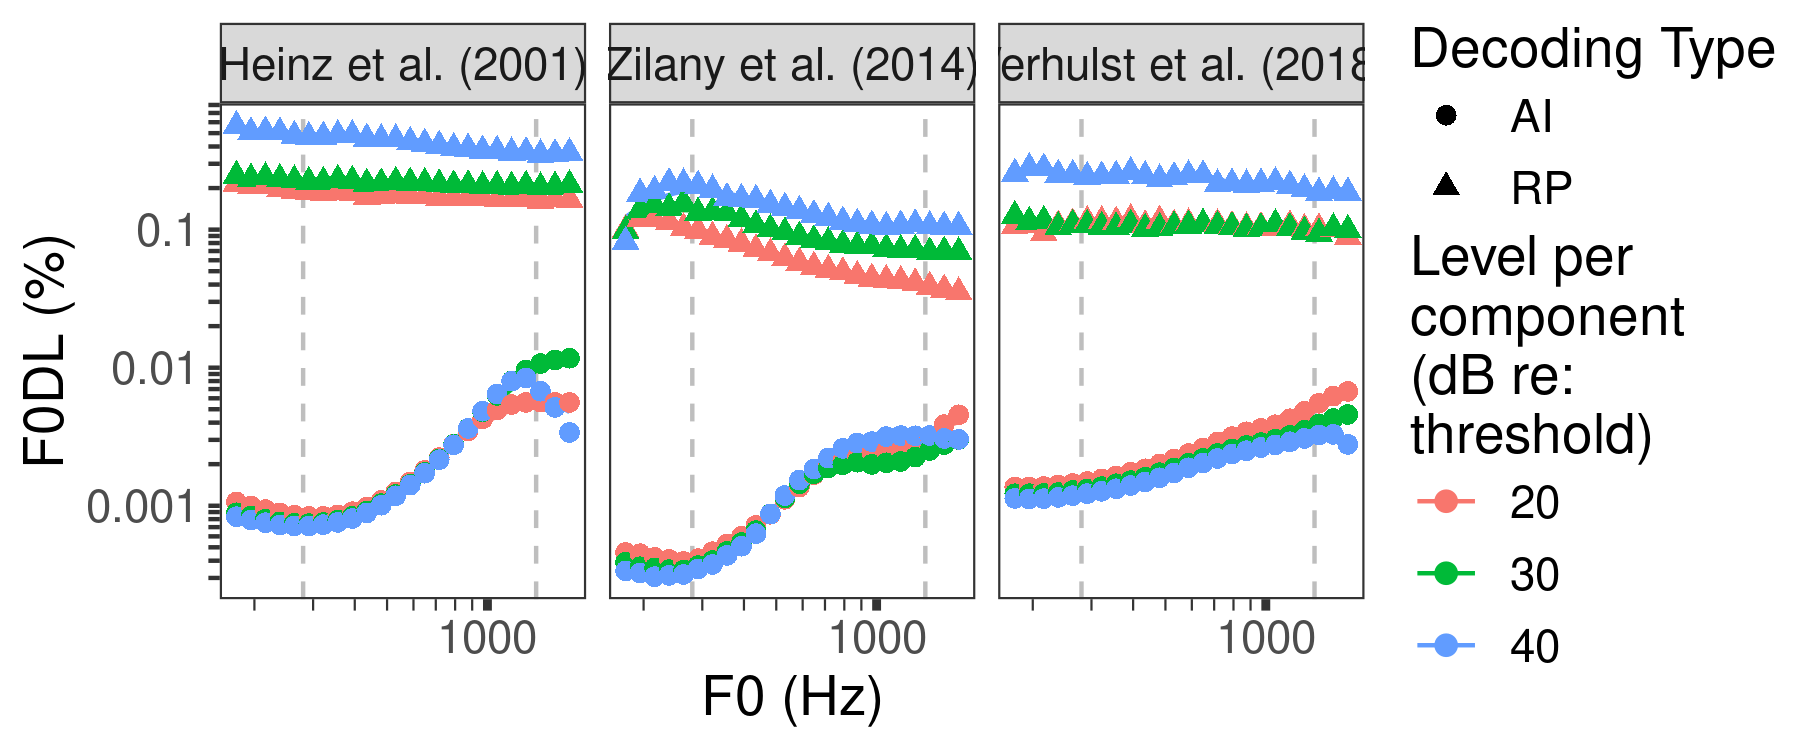 Heinz et al. (2001)
Zilany et al. (2014)
erhulst et al. (2018
F0DL (%)
0.1
0.01
0.001
1000
1000
1000
F0 (Hz)
Decoding Type
AI
RP
Level per
component
(dB re:
threshold)
20
30
40